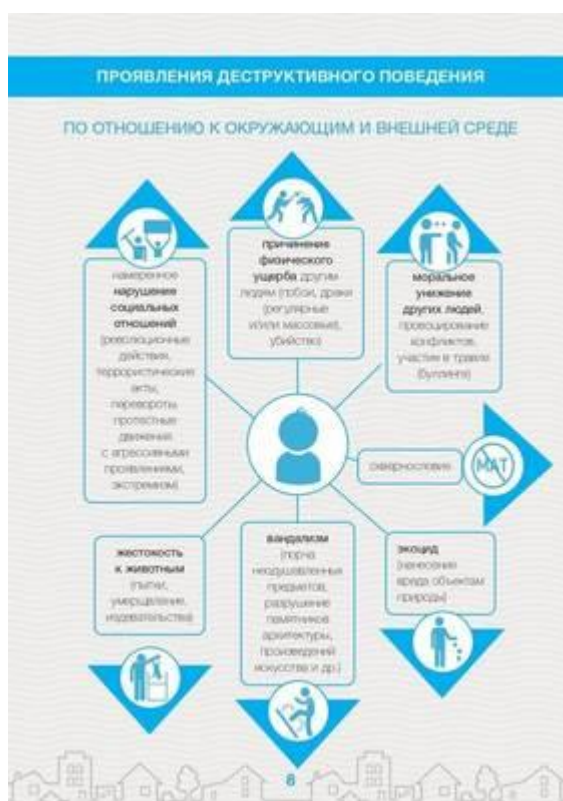 ПРОЯВЛЕНИЯ ДЕСТРУКТИВНОГО ПОВЕДЕНИЯ
ПО ОТНОШЕНИЮ К ОКРУЖАЮЩИМ И ВНЕШНЕЙ СРЕДЕ
намеренное
нарушение
социальных
отношений
(революционные
действия,
террористические
акты,
перевороты,
протестные
движения
с агрессивными
проявлениями,
экстремизм)
причинение
физического
ущерба другим
людям (побои, драки
(регулярные
и/или массовые),
убийство)
моральное
унижение
других людей,
провоцирование
конфликтов,
участие в травле
(буллинге)
сквернословие
МАТ
жестокость
к животным
(пытки,
умерщвление,
издевательства)
вандализм
(порча
неодушевленных
предметов,
разрушение
памятников
архитектуры,
произведений
искусства и др.)
экоцид
(нанесение
вреда объектам
природы)
8